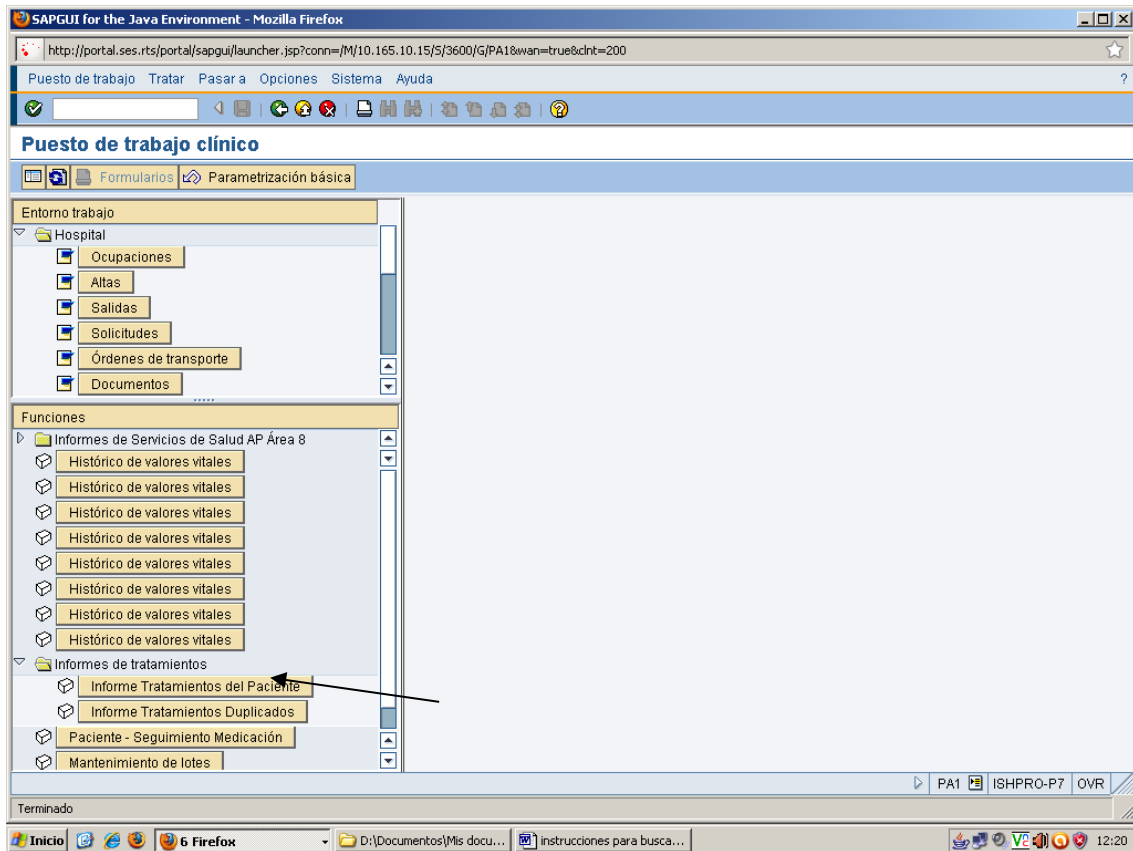 SAPGUI for the Java Environment - Mozilla Firefox
http://portal.ses.rts/portal/sapgui/launcher.jsp?conn=/M/10.165.10.15/S/3600/G/PA1&wan=true&clnt=200
Puesto de trabajo Tratar Pasar a Opciones Sistema Ayuda ?
Puesto de trabajo clínico
Formularios Parametrización básica
Entorno trabajo
Hospital
Ocupaciones
Altas
Salidas
Solicitudes
Órdenes de transporte
Documentos
Funciones
Informes de Servicios de Salud AP Área 8
Histórico de valores vitales
Histórico de valores vitales
Histórico de valores vitales
Histórico de valores vitales
Histórico de valores vitales
Histórico de valores vitales
Histórico de valores vitales
Histórico de valores vitales
Informes de tratamientos
Informe Tratamientos del Paciente
Informe Tratamientos Duplicados
Paciente - Seguimiento Medicación
Mantenimiento de lotes
PA1 ISHPRO-P7 OVR
Terminado
Inicio 6 Firefox D:\Documentos\Mis docu... instrucciones para busca... 12:20